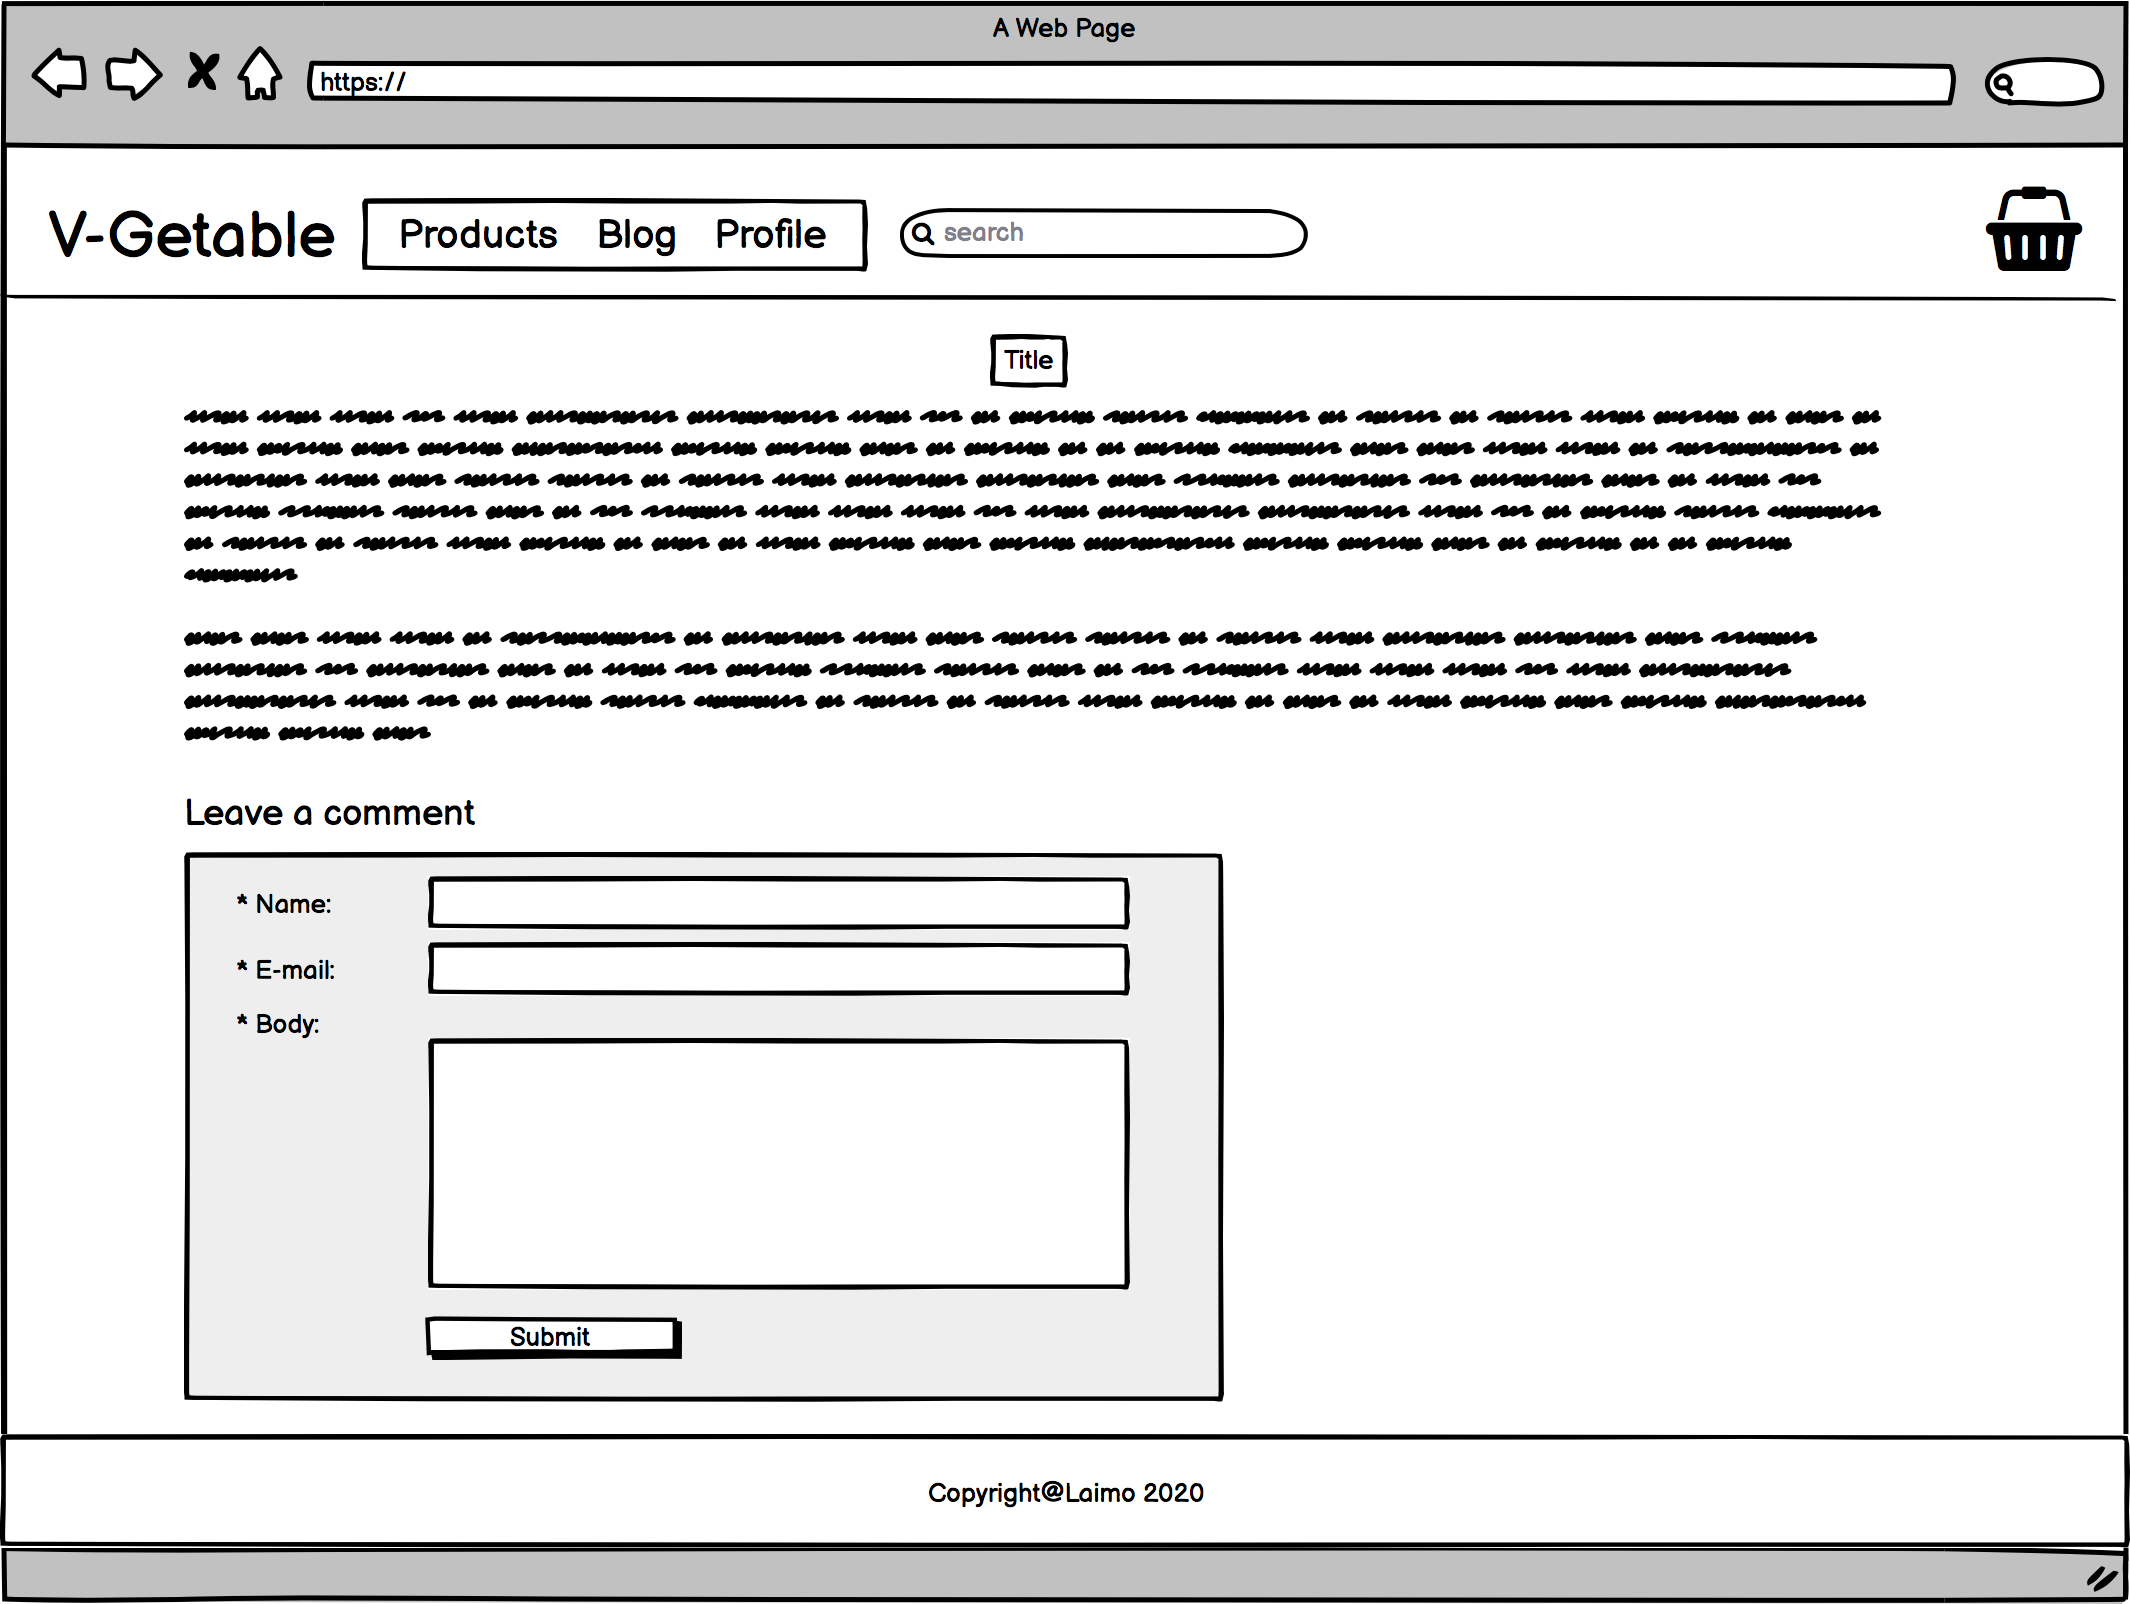 A Web Page
https://
V-Getable
Products Blog Profile
search
Title
Leave a comment
* Name:
* E-mail:
* Body:
Submit
Copyright@Laimo 2020